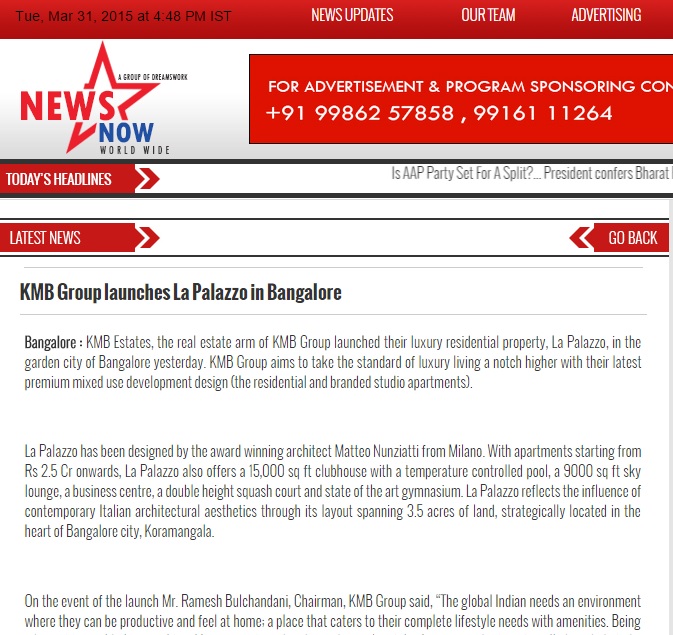 Tue, Mar 31, 2015 at 4:48 PM IST
NEWS UPDATES OUR TEAM ADVERTISING
A GROUP OF DREAMSWORK
NEWS
NOW
WORLD WIDE
FOR ADVERTISEMENT & PROGRAM SPONSORING CON
+91 99862 57858 , 99161 11264
TODAY'S HEADLINES
Is AAP Party Set For A Split?... President confers Bharat
LATEST NEWS
GO BACK
KMB Group launches La Palazzo in Bangalore
Bangalore : KMB Estates, the real estate arm of KMB Group launched their luxury residential property, La Palazzo, in the
garden city of Bangalore yesterday. KMB Group aims to take the standard of luxury living a notch higher with their latest
premium mixed use development design (the residential and branded studio apartments).
La Palazzo has been designed by the award winning architect Matteo Nunziatti from Milano. With apartments starting from
Rs 2.5 Cr onwards, La Palazzo also offers a 15,000 sq ft clubhouse with a temperature controlled pool, a 9000 sq ft sky
lounge, a business centre, a double height squash court and state of the art gymnasium. La Palazzo reflects the influence of
contemporary Italian architectural aesthetics through its layout spanning 3.5 acres of land, strategically located in the
heart of Bangalore city, Koramangala.
On the event of the launch Mr. Ramesh Bulchandani, Chairman, KMB Group said, “The global Indian needs an environment
where they can be productive and feel at home; a place that caters to their complete lifestyle needs with amenities. Being